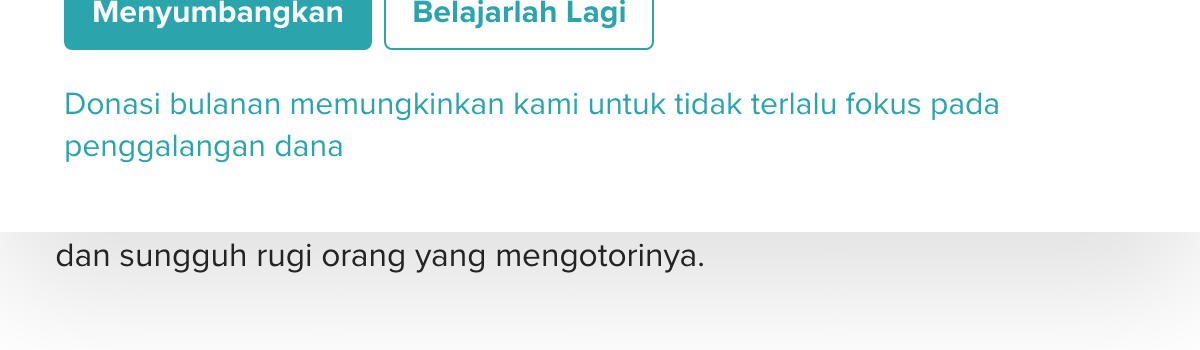 Menyumbangkan
Belajarlah Lagi
Donasi bulanan memungkinkan kami untuk tidak terlalu fokus pada
penggalangan dana
dan sungguh rugi orang yang mengotorinya.